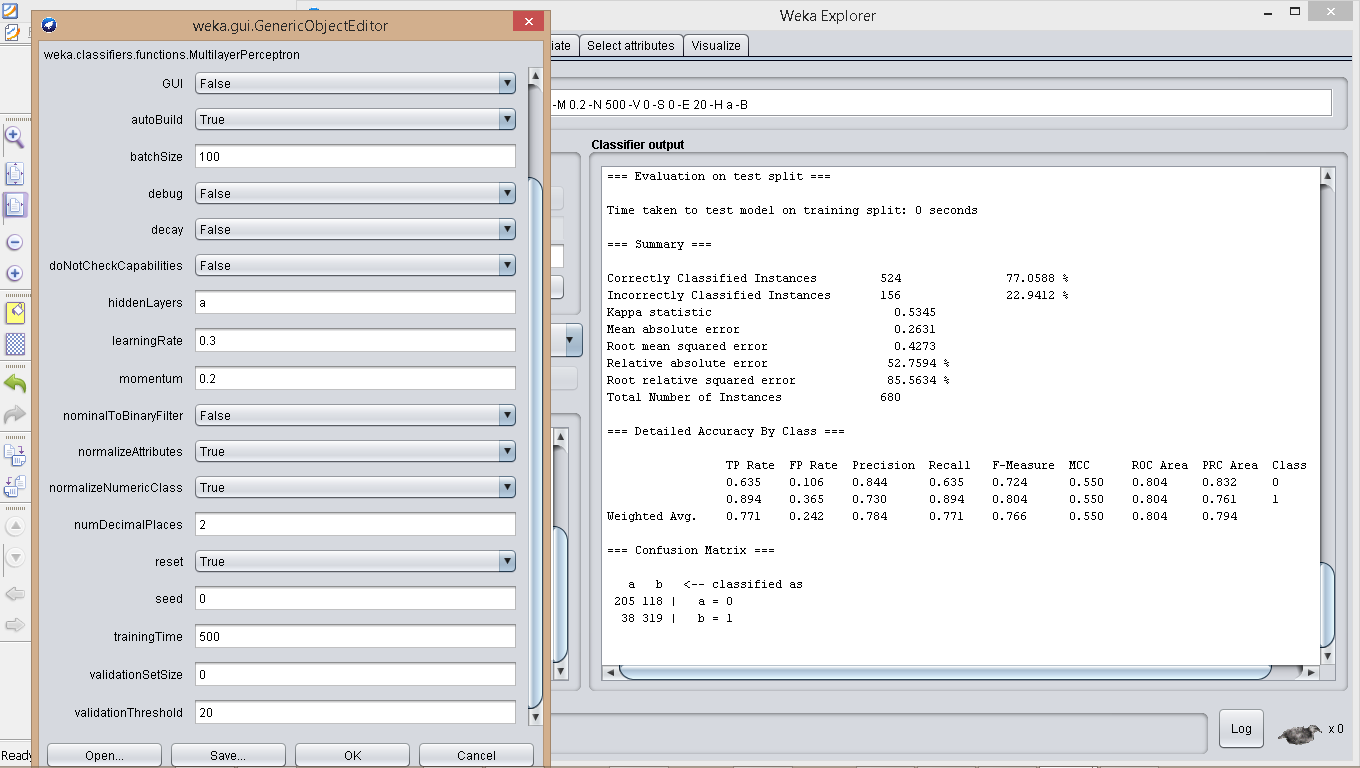 weka.gui.GenericObjectEditor
weka.classifiers.functions.MultilayerPerceptron
GUI False
autoBuild True
batchSize 100
debug False
decay False
doNotCheckCapabilities False
hiddenLayers a
learningRate 0.3
momentum 0.2
nominalToBinaryFilter False
normalizeAttributes True
normalizeNumericClass True
numDecimalPlaces 2
reset True
seed 0
trainingTime 500
validationSetSize 0
validationThreshold 20
Open... Save... OK Cancel
Ready
Weka Explorer
iate Select attributes Visualize
-M 0.2 -N 500 -V 0 -S 0 -E 20 -H a -B
Classifier output
=== Evaluation on test split ===
Time taken to test model on training split: 0 seconds
=== Summary ===
Correctly Classified Instances 524 77.0588 %
Incorrectly Classified Instances 156 22.9412 %
Kappa statistic 0.5345
Mean absolute error 0.2631
Root mean squared error 0.4273
Relative absolute error 52.7594 %
Root relative squared error 85.5634 %
Total Number of Instances 680
=== Detailed Accuracy By Class ===
TP Rate FP Rate Precision Recall F-Measure MCC ROC Area PRC Area Class
0.635 0.106 0.844 0.635 0.724 0.550 0.804 0.832 0
0.894 0.365 0.730 0.894 0.804 0.550 0.804 0.761 1
Weighted Avg. 0.771 0.242 0.784 0.771 0.766 0.550 0.804 0.794
=== Confusion Matrix ===
a b <-- classified as
205 118 | a = 0
38 319 | b = 1
Log x 0